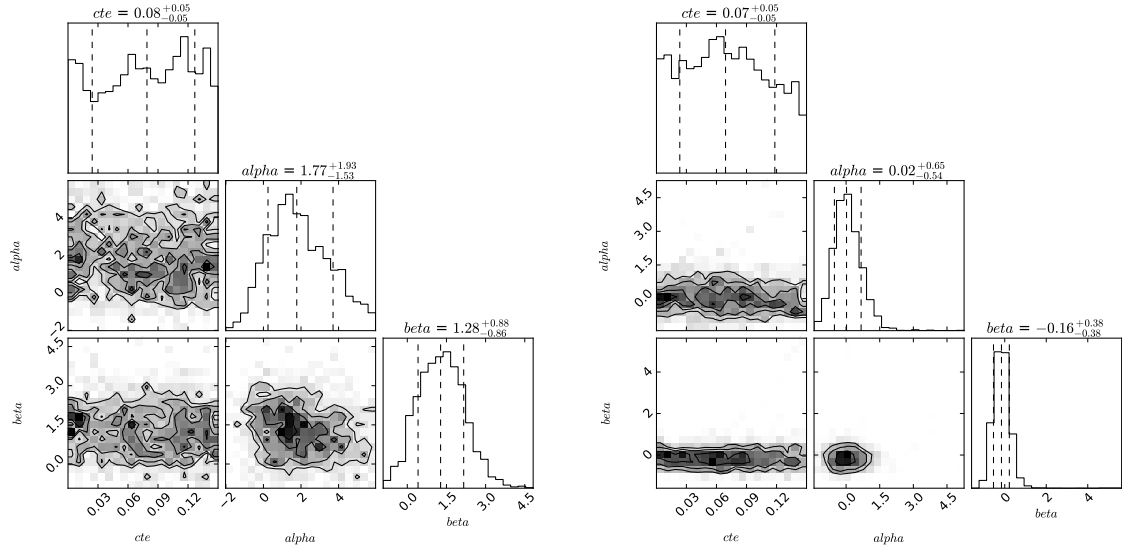 cte = 0.08 +0.05 −0.05
alpha = 1.77 +1.93 −1.53
beta = 1.28 +0.88 −0.86
alpha
4
2
0
−2
beta
4.5
3.0
1.5
0.0
0.03 0.06 0.09 0.12
cte
−2 0 2 4
alpha
0.0 1.5 3.0 4.5
beta
cte = 0.07 +0.05 −0.05
alpha = 0.02 +0.65 −0.54
beta = −0.16 +0.38 −0.38
alpha
4.5
3.0
1.5
0.0
beta
4
2
0
0.03 0.06 0.09 0.12
cte
0.0 1.5 3.0 4.5
alpha
0 2 4
beta